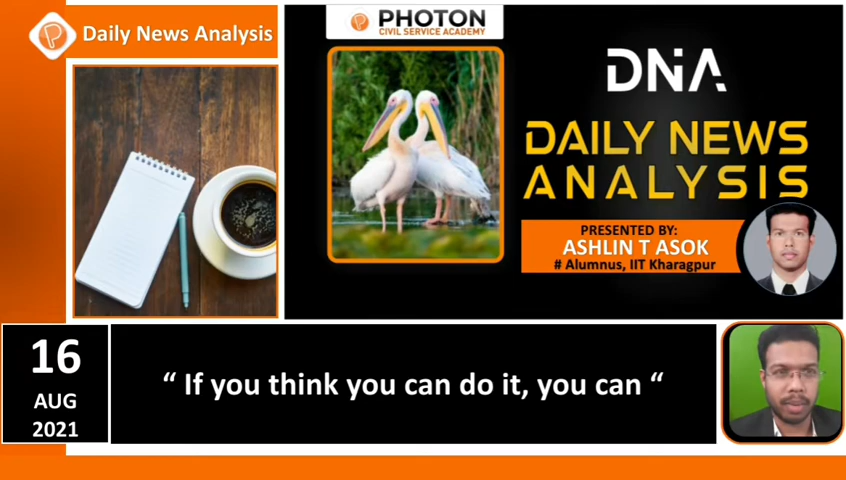 Daily News Analysis
PHOTON
CIVIL SERVICE ACADEMY
DNA
DAILY NEWS
ANALYSIS
PRESENTED BY:
ASHLIN T ASOK
# Alumnus, IIT Kharagpur
16
AUG
2021
“ If you think you can do it, you can “